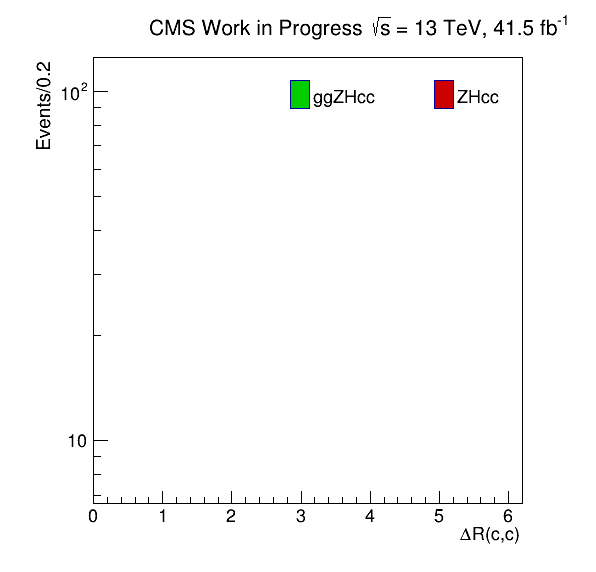 CMS Work in Progress √s = 13 TeV, 41.5 fb⁻¹
Events/0.2
10²
10
ggZHcc ZHcc
0 1 2 3 4 5 6
ΔR(c,c)